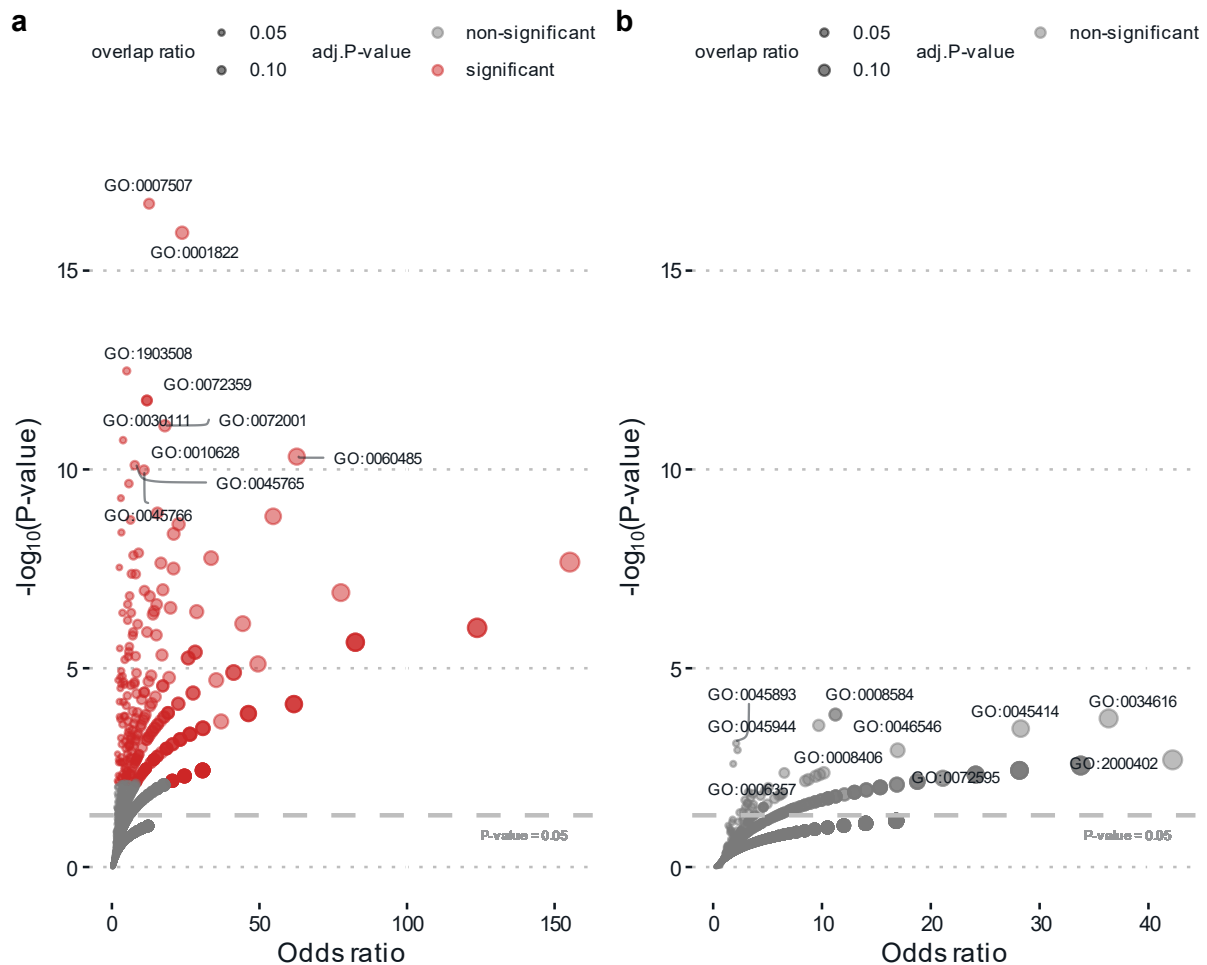 a
overlap ratio
0.05
0.10
adj.P-value
non-significant
significant
GO:0007507
GO:0001822
GO:1903508
GO:0072359
GO:0030111
GO:0072001
GO:0010628
GO:0060485
GO:0045765
GO:0045766
P-value = 0.05
15
10
5
0
-log10(P-value)
0
50
100
150
Odds ratio
b
overlap ratio
0.05
0.10
adj.P-value
non-significant
GO:0045893
GO:0008584
GO:0034616
GO:0045944
GO:0046546
GO:0045414
GO:0008406
GO:2000402
GO:0072595
GO:0006357
P-value = 0.05
15
10
5
0
-log10(P-value)
0
10
20
30
40
Odds ratio